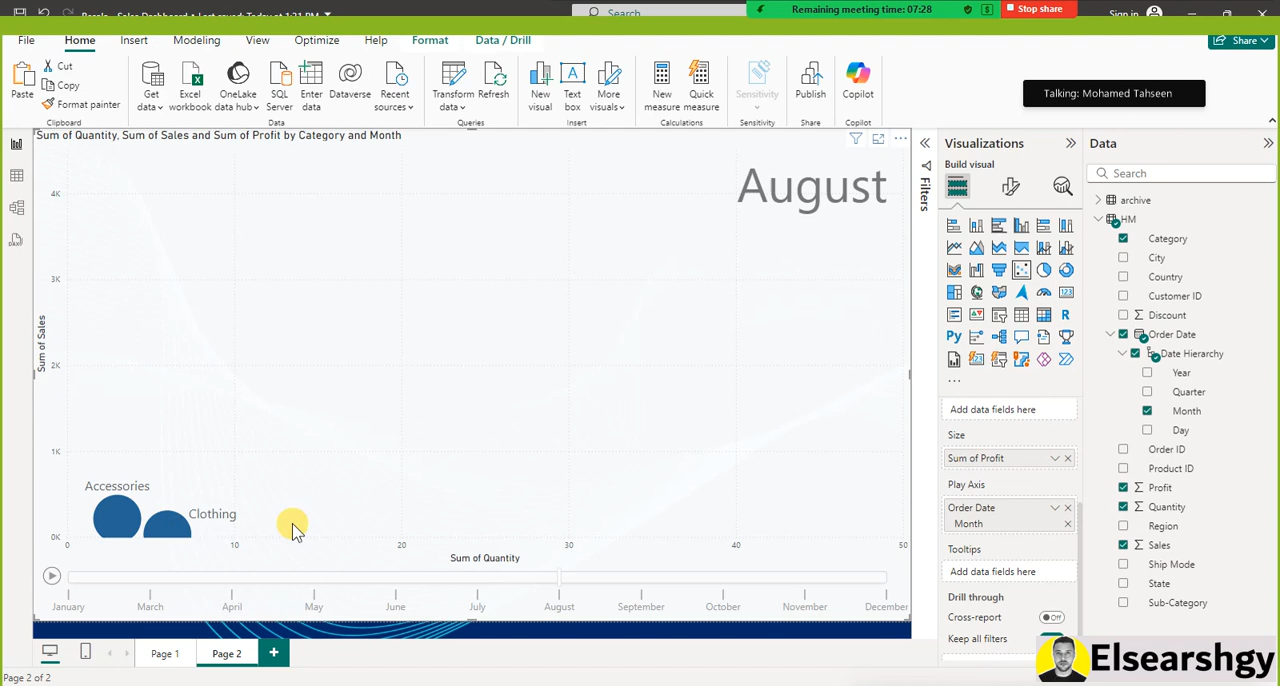 Search
Remaining meeting time: 07:28
Stop share
Sign in
File Home Insert Modeling View Optimize Help Format Data / Drill
Share
Paste
Cut
Copy
Format painter
Clipboard
Get data
Excel workbook
OneLake data hub
SQL Server
Enter data
Dataverse
Recent sources
Data
Transform data
Refresh
Queries
New visual
Text box
More visuals
Insert
New measure
Quick measure
Calculations
Sensitivity
Sensitivity
Publish
Share
Copilot
Copilot
Talking: Mohamed Tahseen
Sum of Quantity, Sum of Sales and Sum of Profit by Category and Month
August
4K
3K
2K
1K
0K
Sum of Sales
Accessories
Clothing
0 10 20 30 40 50
Sum of Quantity
January March April May June July August September October November December
Filters
Visualizations
Build visual
Add data fields here
Size
Sum of Profit
Play Axis
Order Date
Month
Tooltips
Add data fields here
Drill through
Cross-report
Off
Keep all filters
Data
Search
archive
HM
Category
City
Country
Customer ID
Discount
Order Date
Date Hierarchy
Year
Quarter
Month
Day
Order ID
Product ID
Profit
Quantity
Region
Sales
Ship Mode
State
Sub-Category
Page 1
Page 2
Page 2 of 2
Elsearshgy